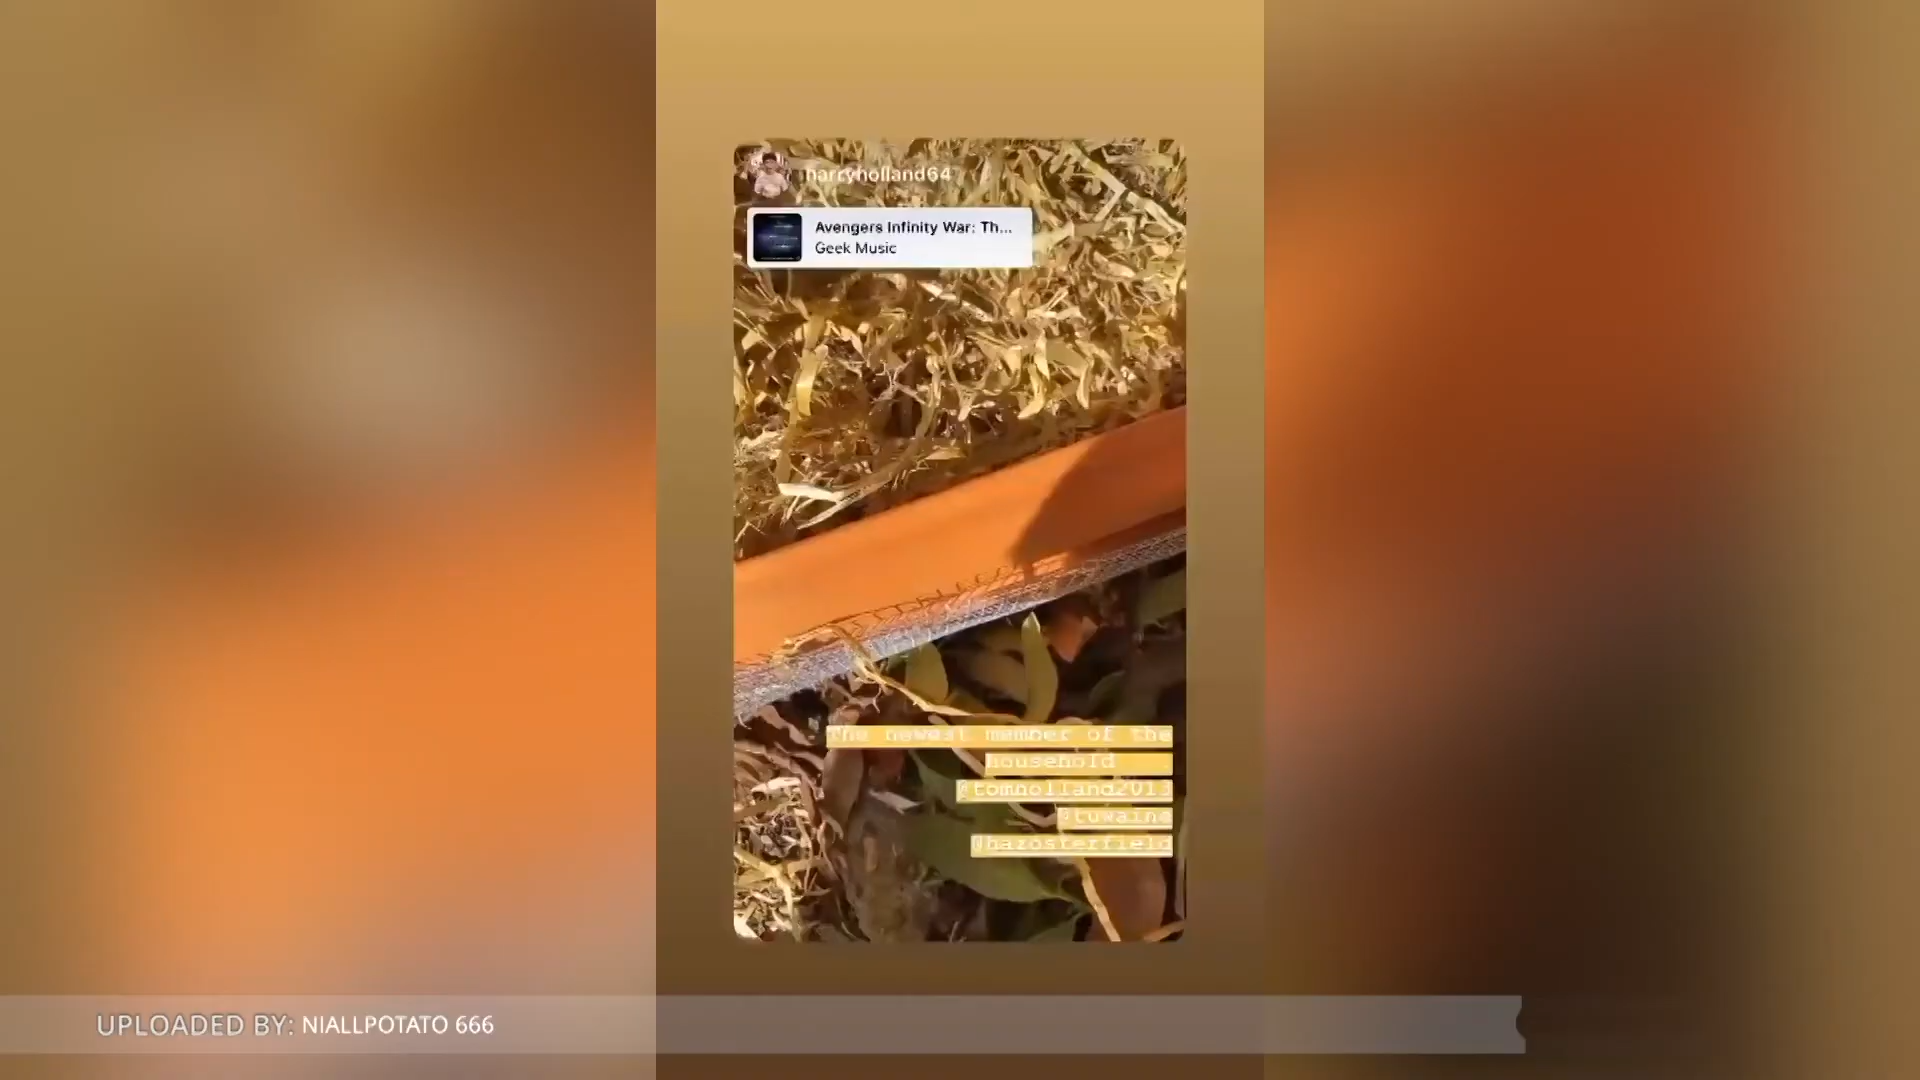 harryholland64
Avengers Infinity War: Th...
Geek Music
The newest member of the
household
@tomholland2013
@tuwaine
@hazosterfield
UPLOADED BY: NIALLPOTATO 666